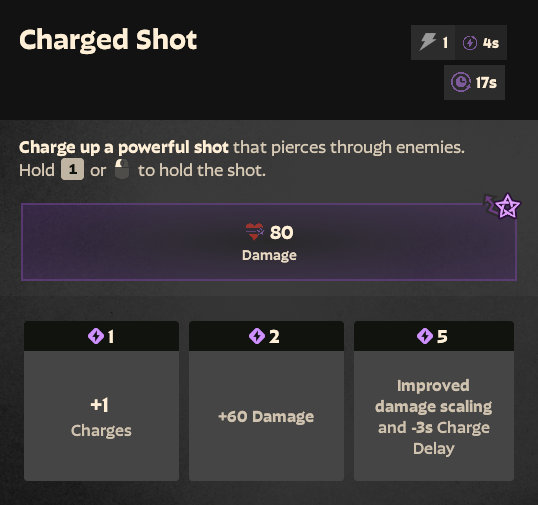 Charged Shot
1 4s
17s
Charge up a powerful shot that pierces through enemies.
Hold 1 or to hold the shot.
80
Damage
1
+1
Charges
2
+60 Damage
5
Improved
damage scaling
and -3s Charge
Delay